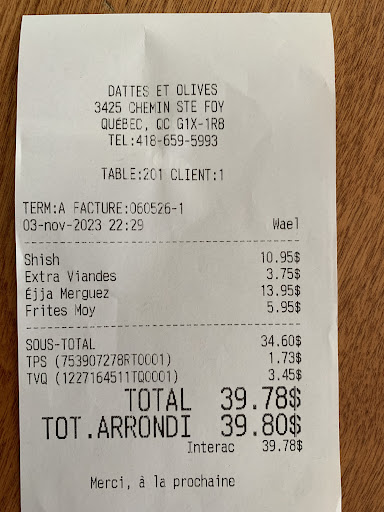 DATTES ET OLIVES
3425 CHEMIN STE FOY
QUÉBEC, QC G1X-1R8
TEL:418-659-5993
TABLE:201 CLIENT:1
TERM:A FACTURE:060526-1
03-nov-2023 22:29 Wael
Shish 10.95$
Extra Viandes 3.75$
Éjja Merguez 13.95$
Frites Moy 5.95$
SOUS-TOTAL 34.60$
TPS (753907278RT0001) 1.73$
TVQ (1227164511TQ0001) 3.45$
TOTAL 39.78$
TOT.ARRONDI 39.80$
Interac 39.78$
Merci, à la prochaine